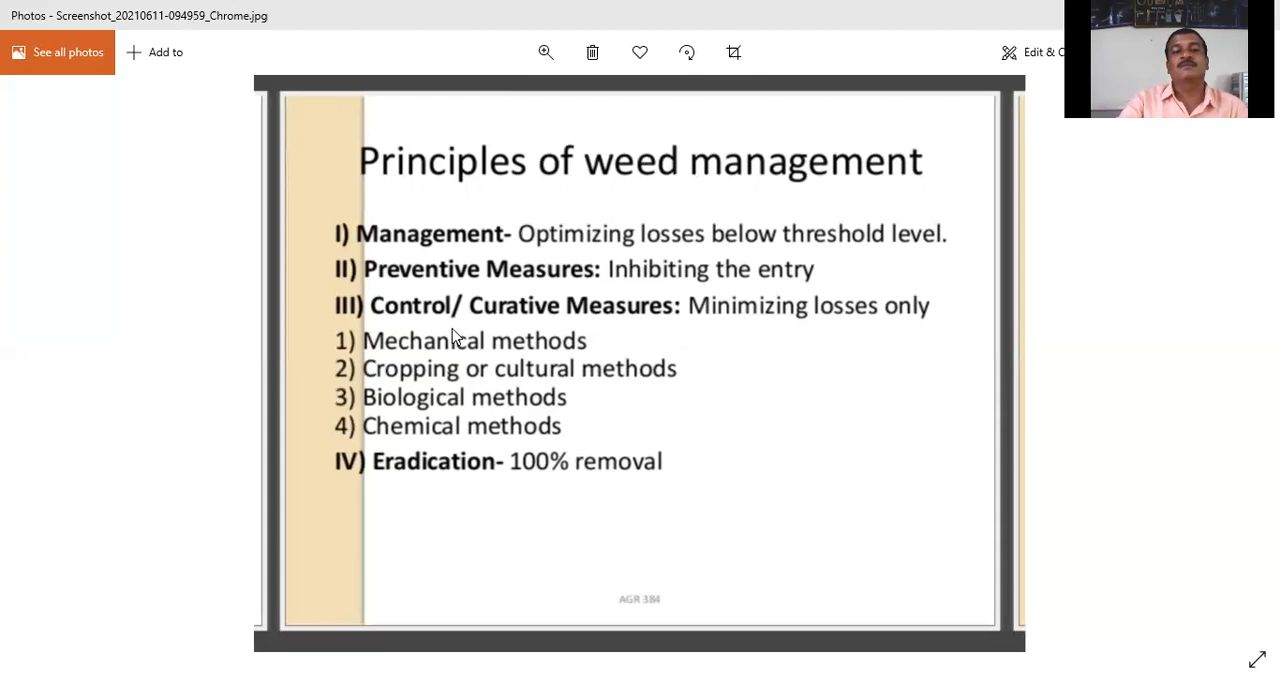 Photos - Screenshot_20210611-094959_Chrome.jpg
See all photos
Add to
Edit & C
Principles of weed management
I) Management- Optimizing losses below threshold level.
II) Preventive Measures: Inhibiting the entry
III) Control/ Curative Measures: Minimizing losses only
1) Mechanical methods
2) Cropping or cultural methods
3) Biological methods
4) Chemical methods
IV) Eradication- 100% removal
AGR 384